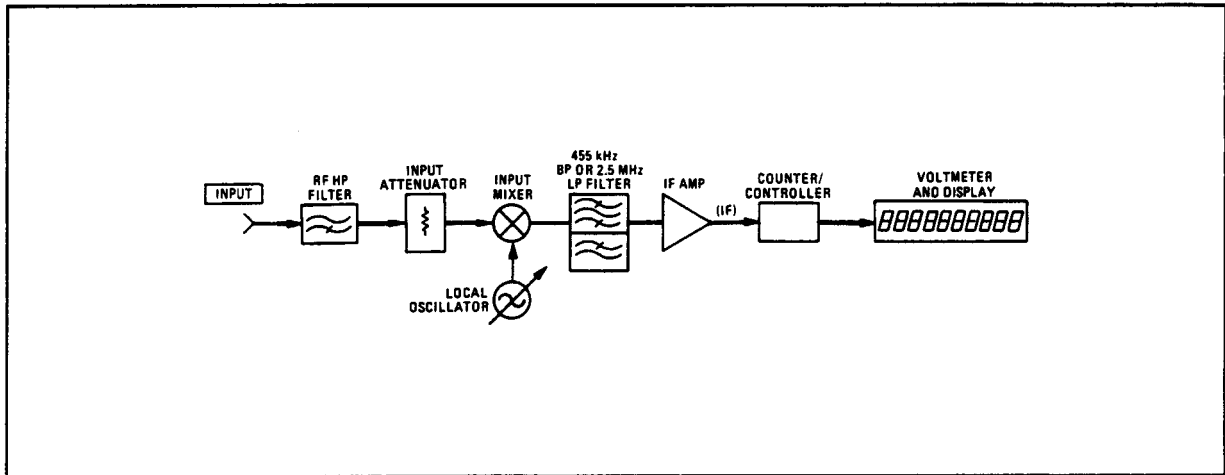 INPUT
RF HP
FILTER
INPUT
ATTENUATOR
INPUT
MIXER
LOCAL
OSCILLATOR
455 kHz
BP OR 2.5 MHz
LP FILTER
IF AMP
(IF)
COUNTER/
CONTROLLER
VOLTMETER
AND DISPLAY
8888888888